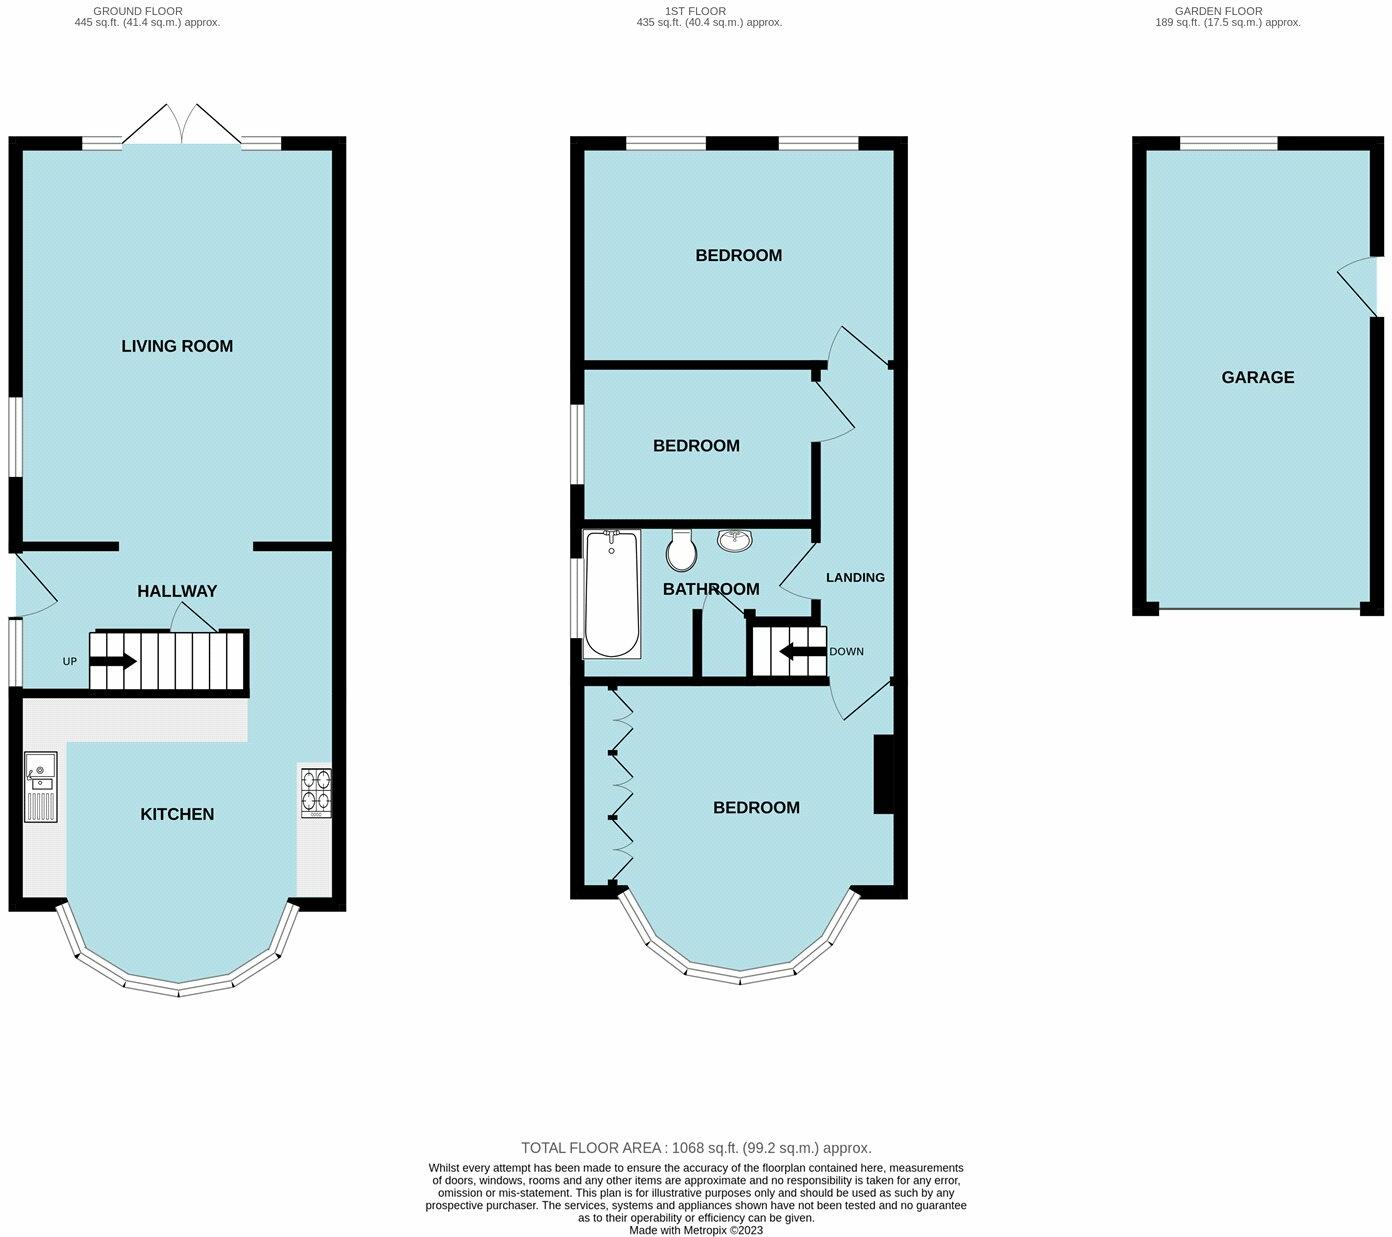 GROUND FLOOR
445 sq.ft. (41.4 sq.m.) approx.
1ST FLOOR
435 sq.ft. (40.4 sq.m.) approx.
GARDEN FLOOR
189 sq.ft. (17.5 sq.m.) approx.
LIVING ROOM
HALLWAY
UP
KITCHEN
BEDROOM
BEDROOM
BATHROOM
LANDING
DOWN
BEDROOM
GARAGE
TOTAL FLOOR AREA : 1068 sq.ft. (99.2 sq.m.) approx.
Whilst every attempt has been made to ensure the accuracy of the floorplan contained here, measurements
of doors, windows, rooms and any other items are approximate and no responsibility is taken for any error,
omission or mis-statement. This plan is for illustrative purposes only and should be used as such by any
prospective purchaser. The services, systems and appliances shown have not been tested and no guarantee
as to their operability or efficiency can be given.
Made with Metropix ©2023